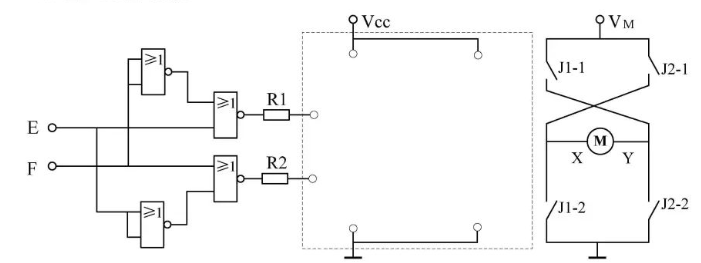 Vcc
VM
≥1
J1-1
J2-1
R1
≥1
E
M
X
Y
F
R2
≥1
≥1
J1-2
J2-2